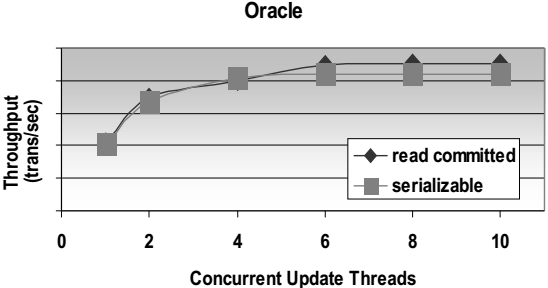 Oracle
Throughput
(trans/sec)
read committed
serializable
0 2 4 6 8 10
Concurrent Update Threads